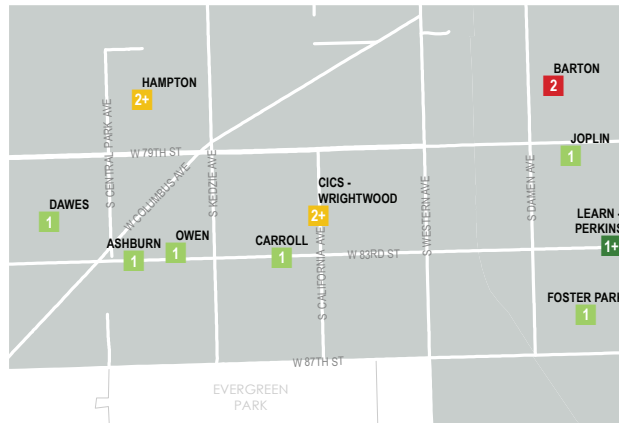 HAMPTON
2+
BARTON
2
S CENTRAL PARK AVE
W 79TH ST
JOPLIN
1
W COLUMBUS AVE
S KEDZIE AVE
CICS -
WRIGHTWOOD
2+
S WESTERN AVE
S DAMEN AVE
DAWES
1
LEARN -
PERKINS
1+
ASHBURN
1
OWEN
1
CARROLL
1
S CALIFORNIA AVE
W 83RD ST
FOSTER PARK
1
W 87TH ST
EVERGREEN
PARK